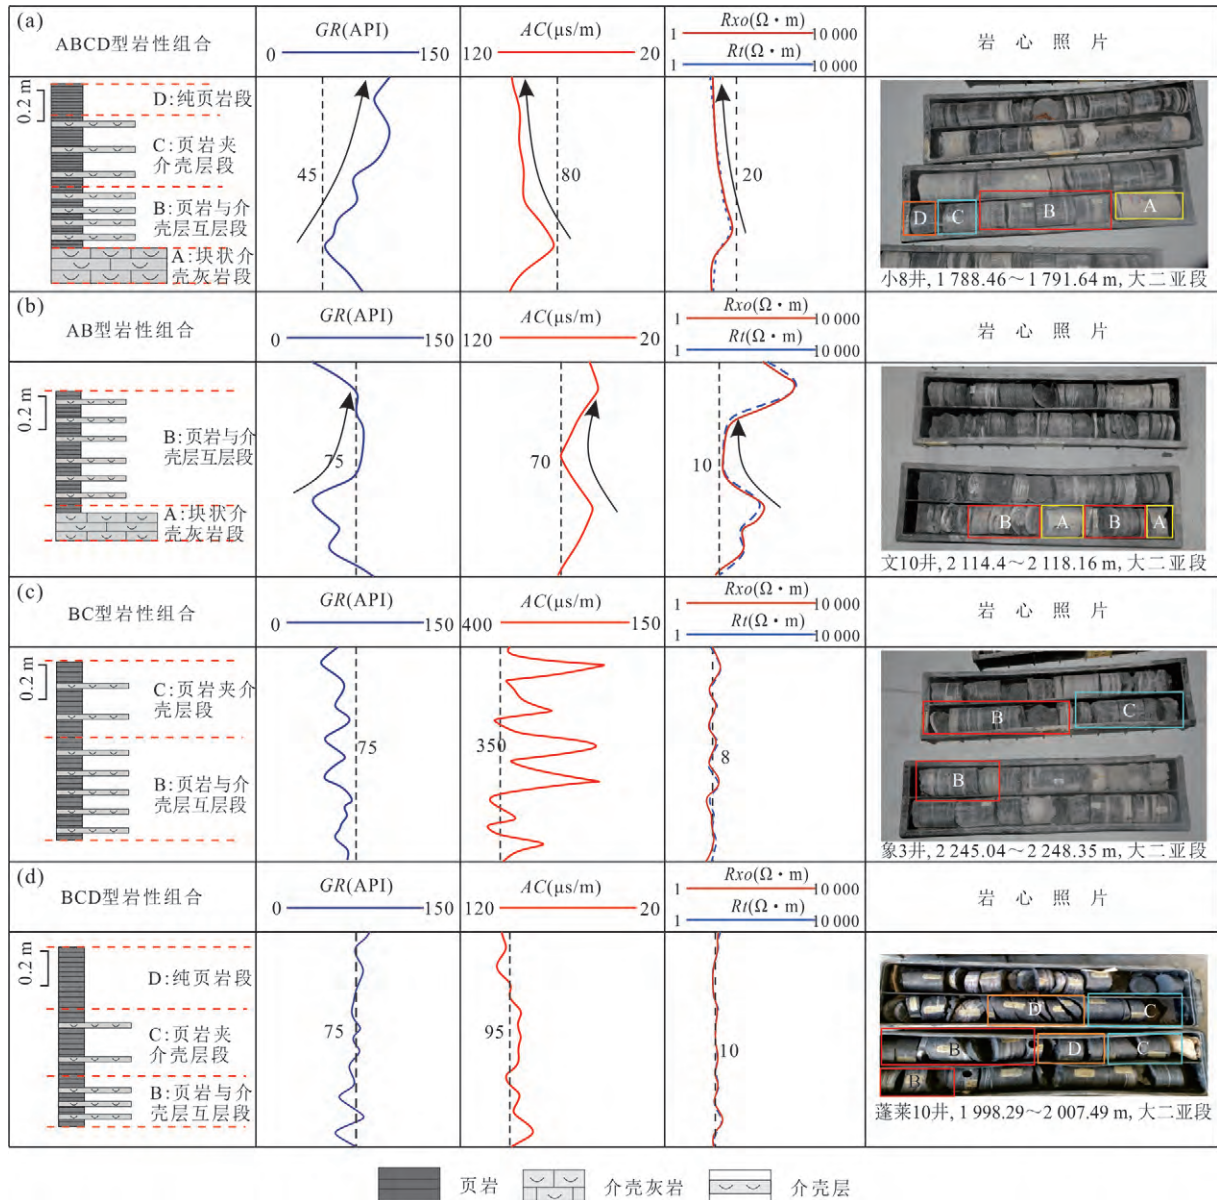 (a)
ABCD型岩性组合
GR(API)
0 150
AC(μs/m)
120 20
Rxo(Ω·m)
1 10 000
Rt(Ω·m)
1 10 000
岩 心 照 片
0.2 m
D:纯页岩段
C:页岩夹
介壳层段
B:页岩与介
壳层互层段
A:块状介
壳灰岩段
45
80
20
D
C
B
A
小8井, 1 788.46～1 791.64 m, 大二亚段
(b)
AB型岩性组合
GR(API)
0 150
AC(μs/m)
120 20
Rxo(Ω·m)
1 10 000
Rt(Ω·m)
1 10 000
岩 心 照 片
0.2 m
B:页岩与介
壳层互层段
A:块状介
壳灰岩段
75
70
10
B
A
B
A
文10井, 2 114.4～2 118.16 m, 大二亚段
(c)
BC型岩性组合
GR(API)
0 150
AC(μs/m)
400 150
Rxo(Ω·m)
1 10 000
Rt(Ω·m)
1 10 000
岩 心 照 片
0.2 m
C:页岩夹介
壳层段
B:页岩与介
壳层互层段
75
350
8
B
C
B
象3井, 2 245.04～2 248.35 m, 大二亚段
(d)
BCD型岩性组合
GR(API)
0 150
AC(μs/m)
120 20
Rxo(Ω·m)
1 10 000
Rt(Ω·m)
1 10 000
岩 心 照 片
0.2 m
D:纯页岩段
C:页岩夹
介壳层段
B:页岩与介
壳层互层段
75
95
10
D
C
B
D
C
B
蓬莱10井, 1 998.29～2 007.49 m, 大二亚段
页岩
介壳灰岩
介壳层